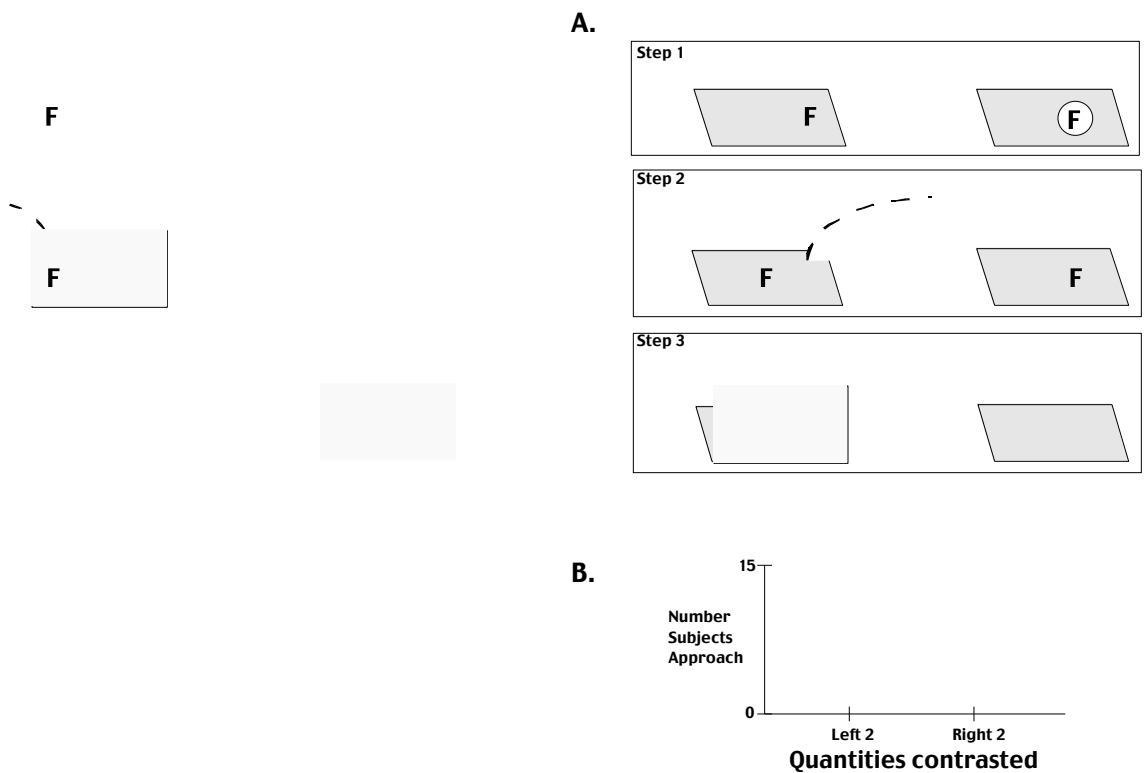 F
F
A.
Step 1
F
F
Step 2
F
F
Step 3
B.
15
Number
Subjects
Approach
0
Left 2
Right 2
Quantities contrasted